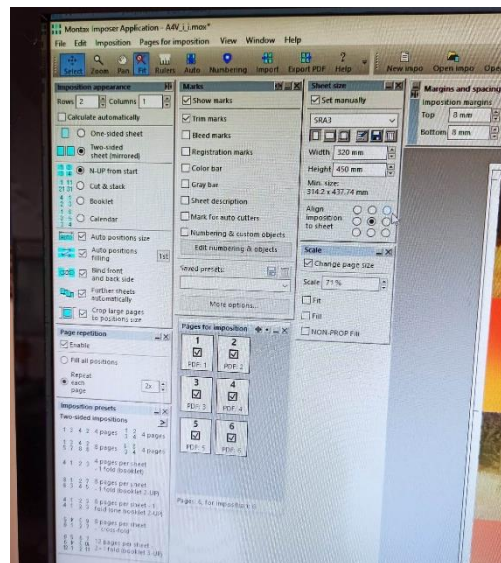 Montax Imposer Application - A4V_i_i.mox*
File Edit Imposition Pages for imposition View Window Help
Select Zoom Pan Fit Rulers Auto Numbering Import Export PDF Help New impo Open impo Open
Imposition appearance
Rows 2 Columns 1
Calculate automatically
One-sided sheet
Two-sided
sheet (mirrored)
N-UP from start
Cut & stack
Booklet
Calendar
Auto positions size
Auto positions
filling
1st
Bind front
and back side
Further sheets
automatically
Crop large pages
to positions size
Page repetition
Enable
Fill all positions
Repeat
each
page
2x
Imposition presets
Two-sided impositions
>
4 pages
4 pages
8 pages
4 pages
4 pages per sheet
- 1 fold (booklet)
8 pages per sheet
- 1 fold (booklet 2-UP)
8 pages per sheet - 1
8 pages per sheet
Marks
Show marks
Trim marks
Bleed marks
Registration marks
Color bar
Gray bar
Sheet description
Mark for auto cutters
Numbering & custom objects
Edit numbering & objects
Saved presets:
More options...
Pages for imposition
1 2
PDF: 1 PDF: 2
3 4
PDF: 3 PDF: 4
5 6
PDF: 5 PDF: 6
Pages: 6, for imposition: 0
Sheet size
Set manually
SRA3
Width 320 mm
Height 450 mm
Min. size:
314.2 x 437.74 mm
Align
imposition
to sheet
Scale
Change page size
Scale 71%
Fit
Fill
NON-PROP Fill
Margins and spacing
Imposition margins
Top 8 mm
Bottom 8 mm